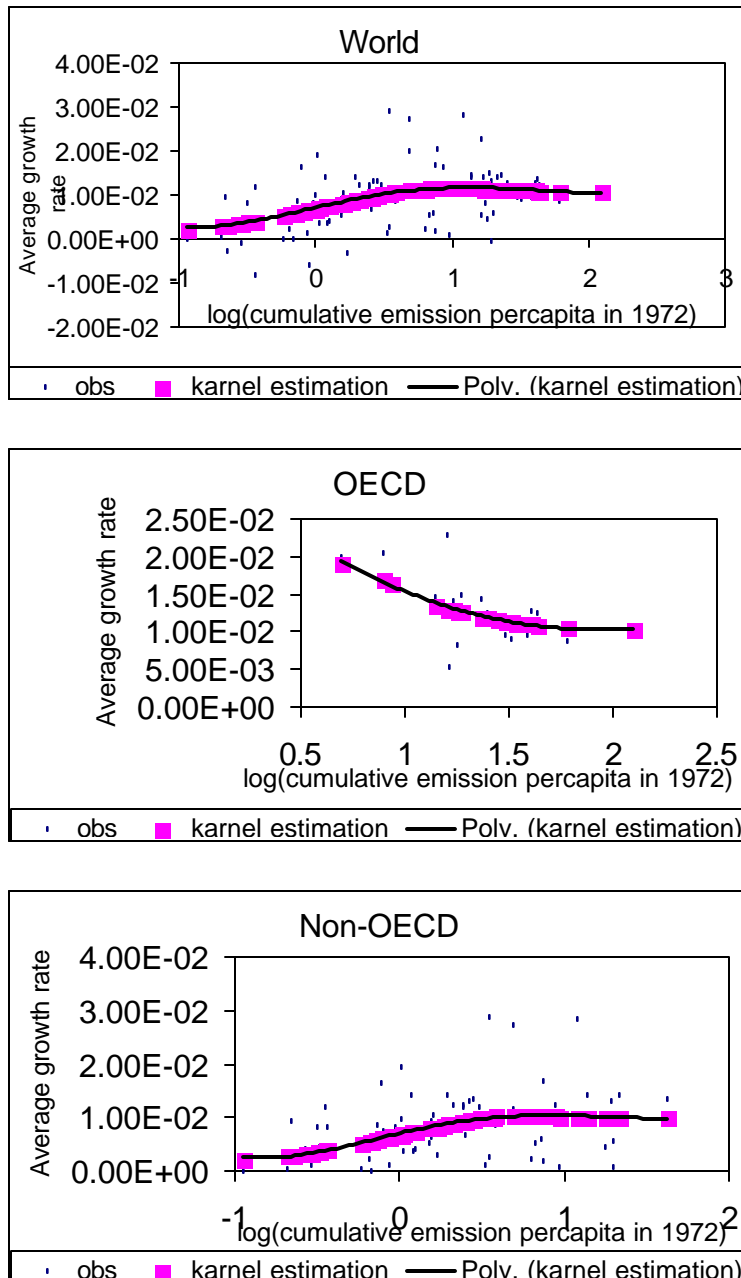 World
4.00E-02
3.00E-02
2.00E-02
1.00E-02
0.00E+00
-1.00E-02
-2.00E-02
Average growth
rate
-1 0 1 2 3
log(cumulative emission percapita in 1972)
obs karnel estimation Poly. (karnel estimation)
OECD
2.50E-02
2.00E-02
1.50E-02
1.00E-02
5.00E-03
0.00E+00
Average growth rate
0.5 1 1.5 2 2.5
log(cumulative emission percapita in 1972)
obs karnel estimation Poly. (karnel estimation)
Non-OECD
4.00E-02
3.00E-02
2.00E-02
1.00E-02
0.00E+00
Average growth rate
-1 0 1 2
log(cumulative emission percapita in 1972)
obs karnel estimation Poly. (karnel estimation)